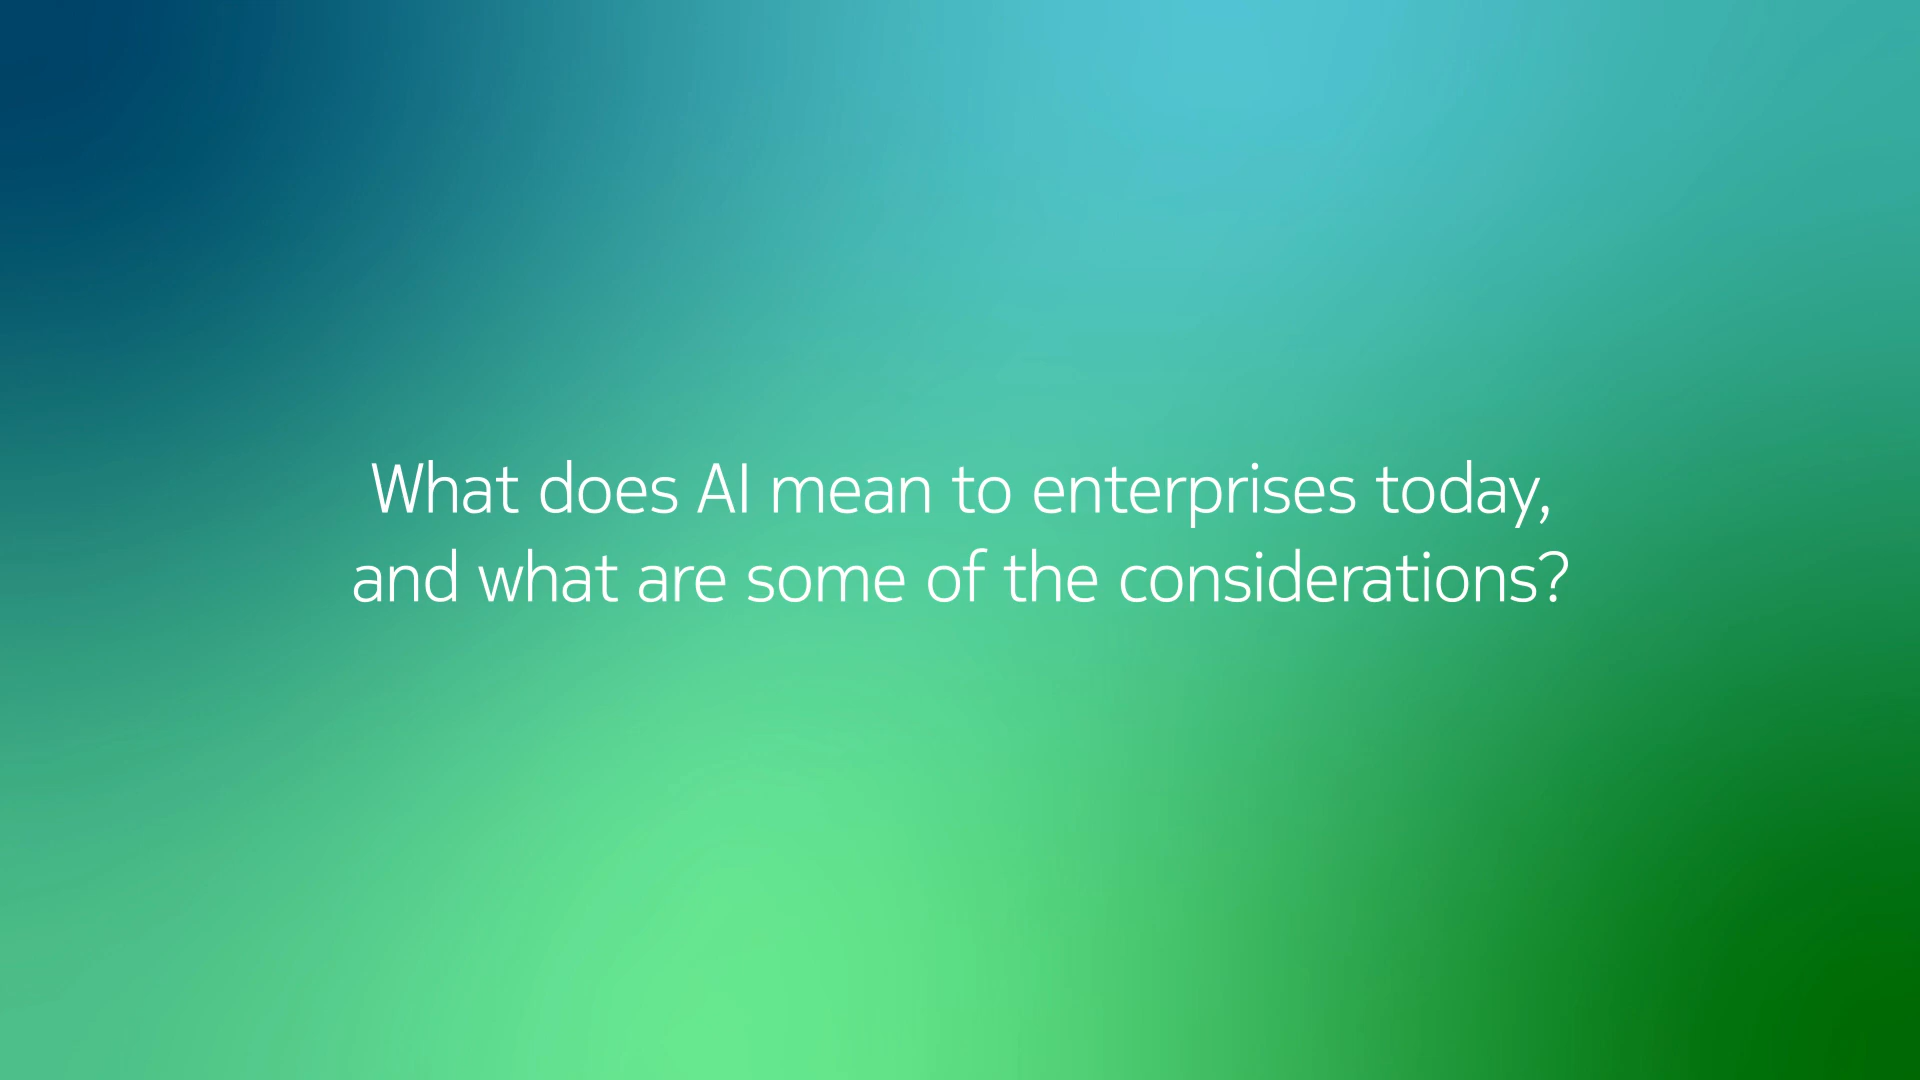 What does AI mean to enterprises today,
and what are some of the considerations?